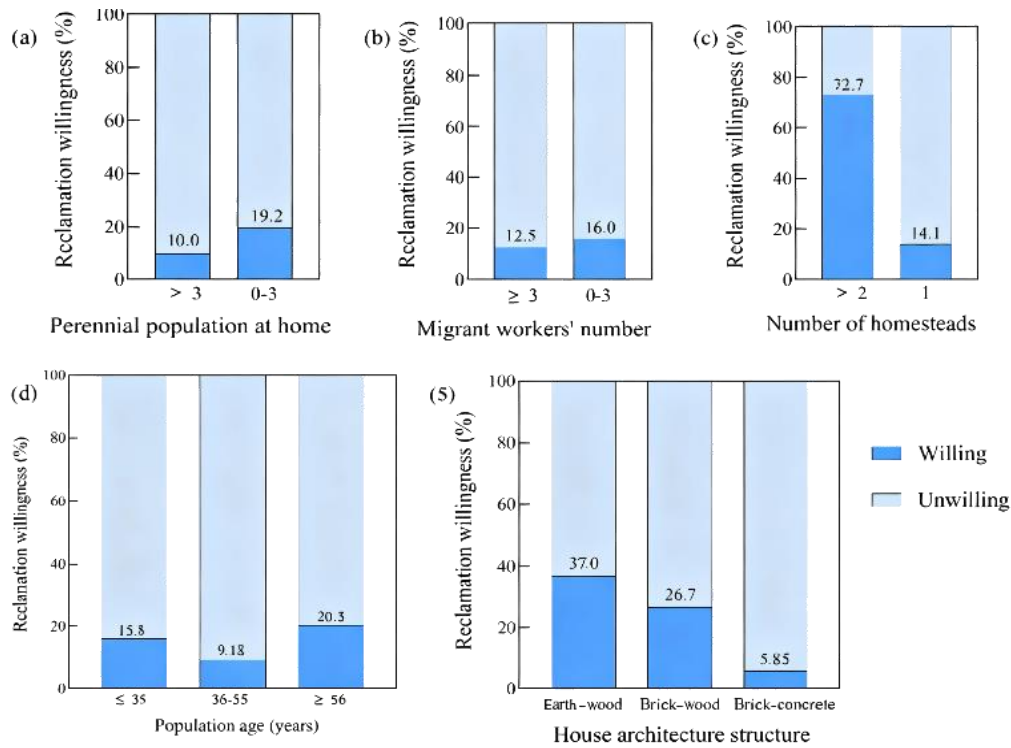 (a)
Reclamation willingness (%)
100
80
60
40
20
0
10.0
19.2
> 3
0-3
Perennial population at home
(b)
Reclamation willingness (%)
100
80
60
40
20
0
12.5
16.0
≥ 3
0-3
Migrant workers' number
(c)
Reclamation willingness (%)
100
80
60
40
20
0
72.7
14.1
> 2
1
Number of homesteads
(d)
Reclamation willingness (%)
100
80
60
40
20
0
15.8
9.18
20.3
≤ 35
36-55
≥ 56
Population age (years)
(5)
Reclamation willingness (%)
100
80
60
40
20
0
37.0
26.7
5.85
Earth-wood
Brick-wood
Brick-concrete
House architecture structure
Willing
Unwilling